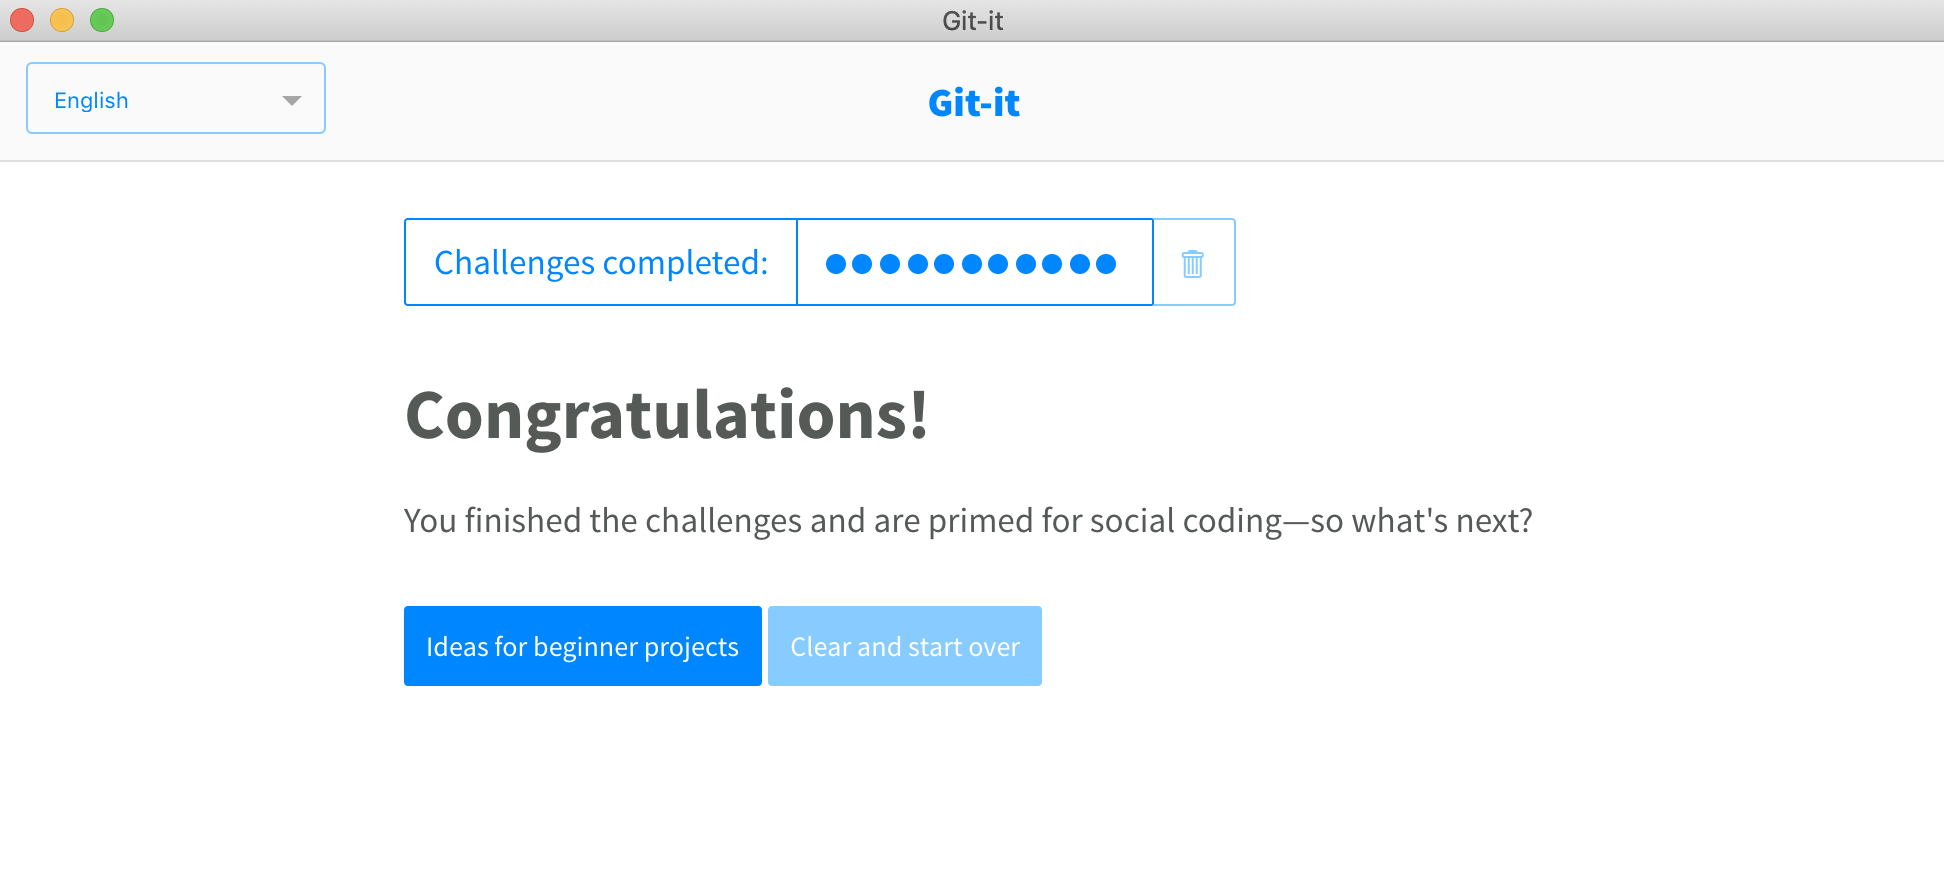 Git-it
English
Git-it
Challenges completed:
Congratulations!
You finished the challenges and are primed for social coding—so what's next?
Ideas for beginner projects
Clear and start over